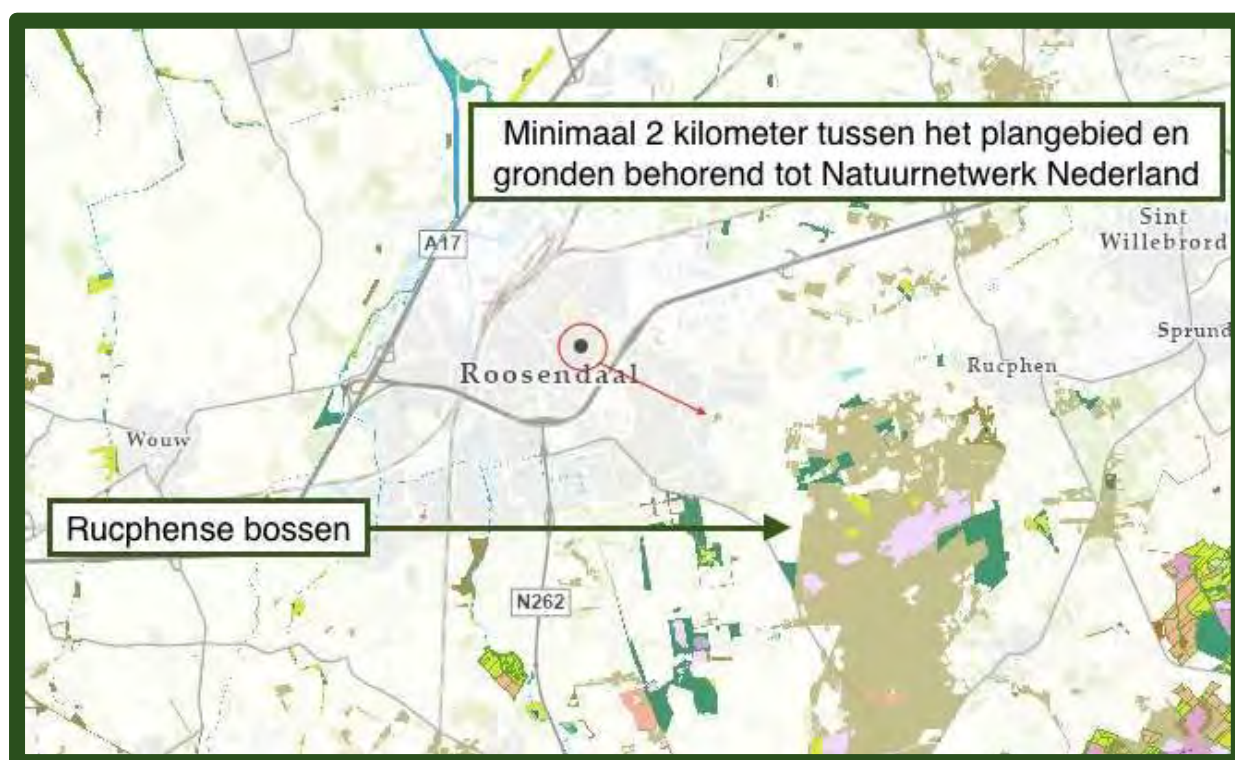 Minimaal 2 kilometer tussen het plangebied en
gronden behorend tot Natuurnetwerk Nederland
Sint
Willebrord
A17
Sprund
Rucphen
Roosendaal
Wouw
Rucphense bossen
N262